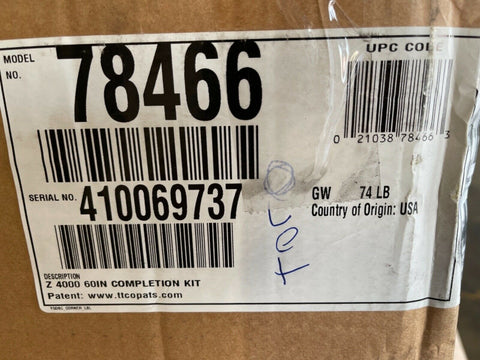 MODEL
NO.
78466
UPC CODE
0 21038 78466 3
SERIAL NO.
410069737
GW 74 LB
Country of Origin: USA
DESCRIPTION
Z 4000 60IN COMPLETION KIT
Patent: www.ttcopats.com